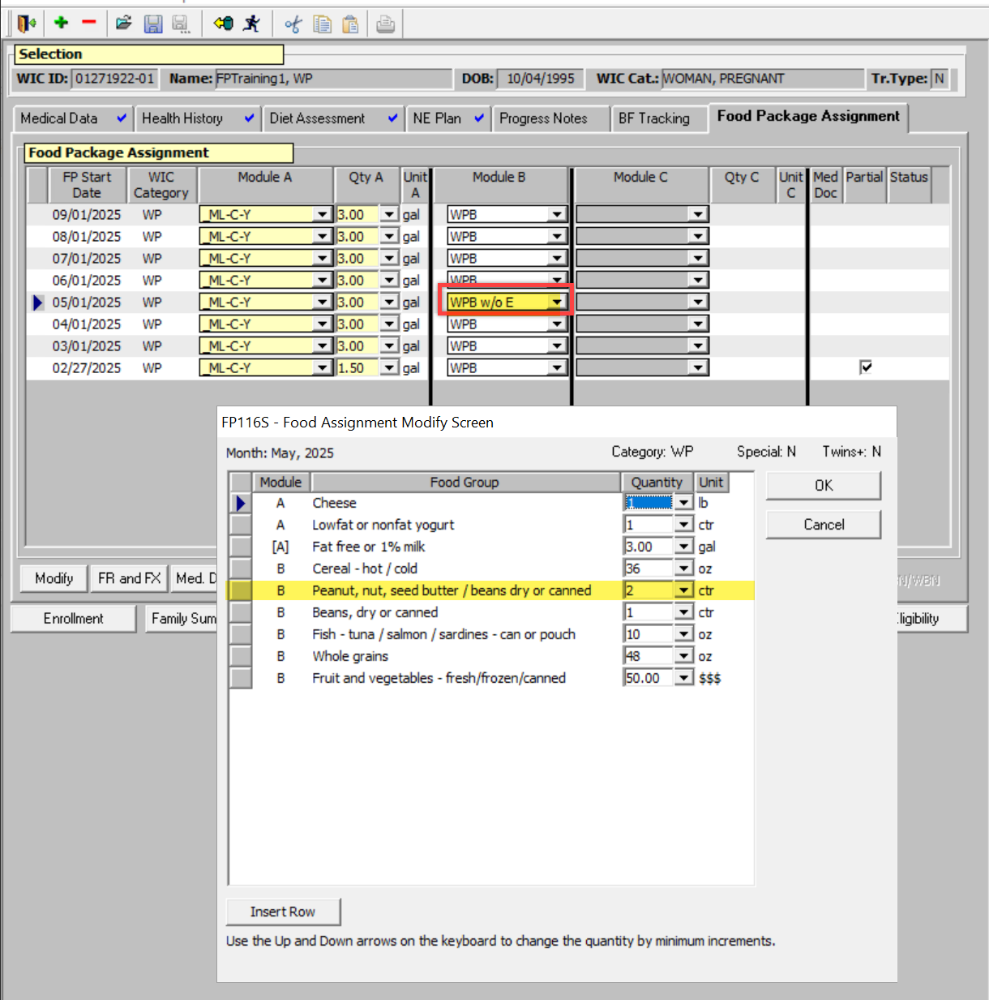 Selection
WIC ID: 01271922-01 Name: FPTraining1, WP DOB: 10/04/1995 WIC Cat.: WOMAN, PREGNANT Tr.Type: N
Medical Data Health History Diet Assessment NE Plan Progress Notes BF Tracking Food Package Assignment
Food Package Assignment
FP Start Date WIC Category Module A Qty A Unit A Module B Module C Qty C Unit C Med Doc Partial Status
09/01/2025 WP _ML-C-Y 3.00 gal WPB
08/01/2025 WP _ML-C-Y 3.00 gal WPB
07/01/2025 WP _ML-C-Y 3.00 gal WPB
06/01/2025 WP _ML-C-Y 3.00 gal WPB
05/01/2025 WP _ML-C-Y 3.00 gal WPB w/o E
04/01/2025 WP _ML-C-Y 3.00 gal WPB
03/01/2025 WP _ML-C-Y 3.00 gal WPB
02/27/2025 WP _ML-C-Y 1.50 gal WPB
FP116S - Food Assignment Modify Screen
Month: May, 2025 Category: WP Special: N Twins+: N
Module Food Group Quantity Unit OK
A Cheese 1 lb
A Lowfat or nonfat yogurt 1 ctr Cancel
[A] Fat free or 1% milk 3.00 gal
B Cereal - hot / cold 36 oz
B Peanut, nut, seed butter / beans dry or canned 2 ctr
B Beans, dry or canned 1 ctr
B Fish - tuna / salmon / sardines - can or pouch 10 oz
B Whole grains 48 oz
B Fruit and vegetables - fresh/frozen/canned 50.00 $$$
Insert Row
Use the Up and Down arrows on the keyboard to change the quantity by minimum increments.
Modify FR and FX Med. D N/WBN
Enrollment Family Sum ligibility